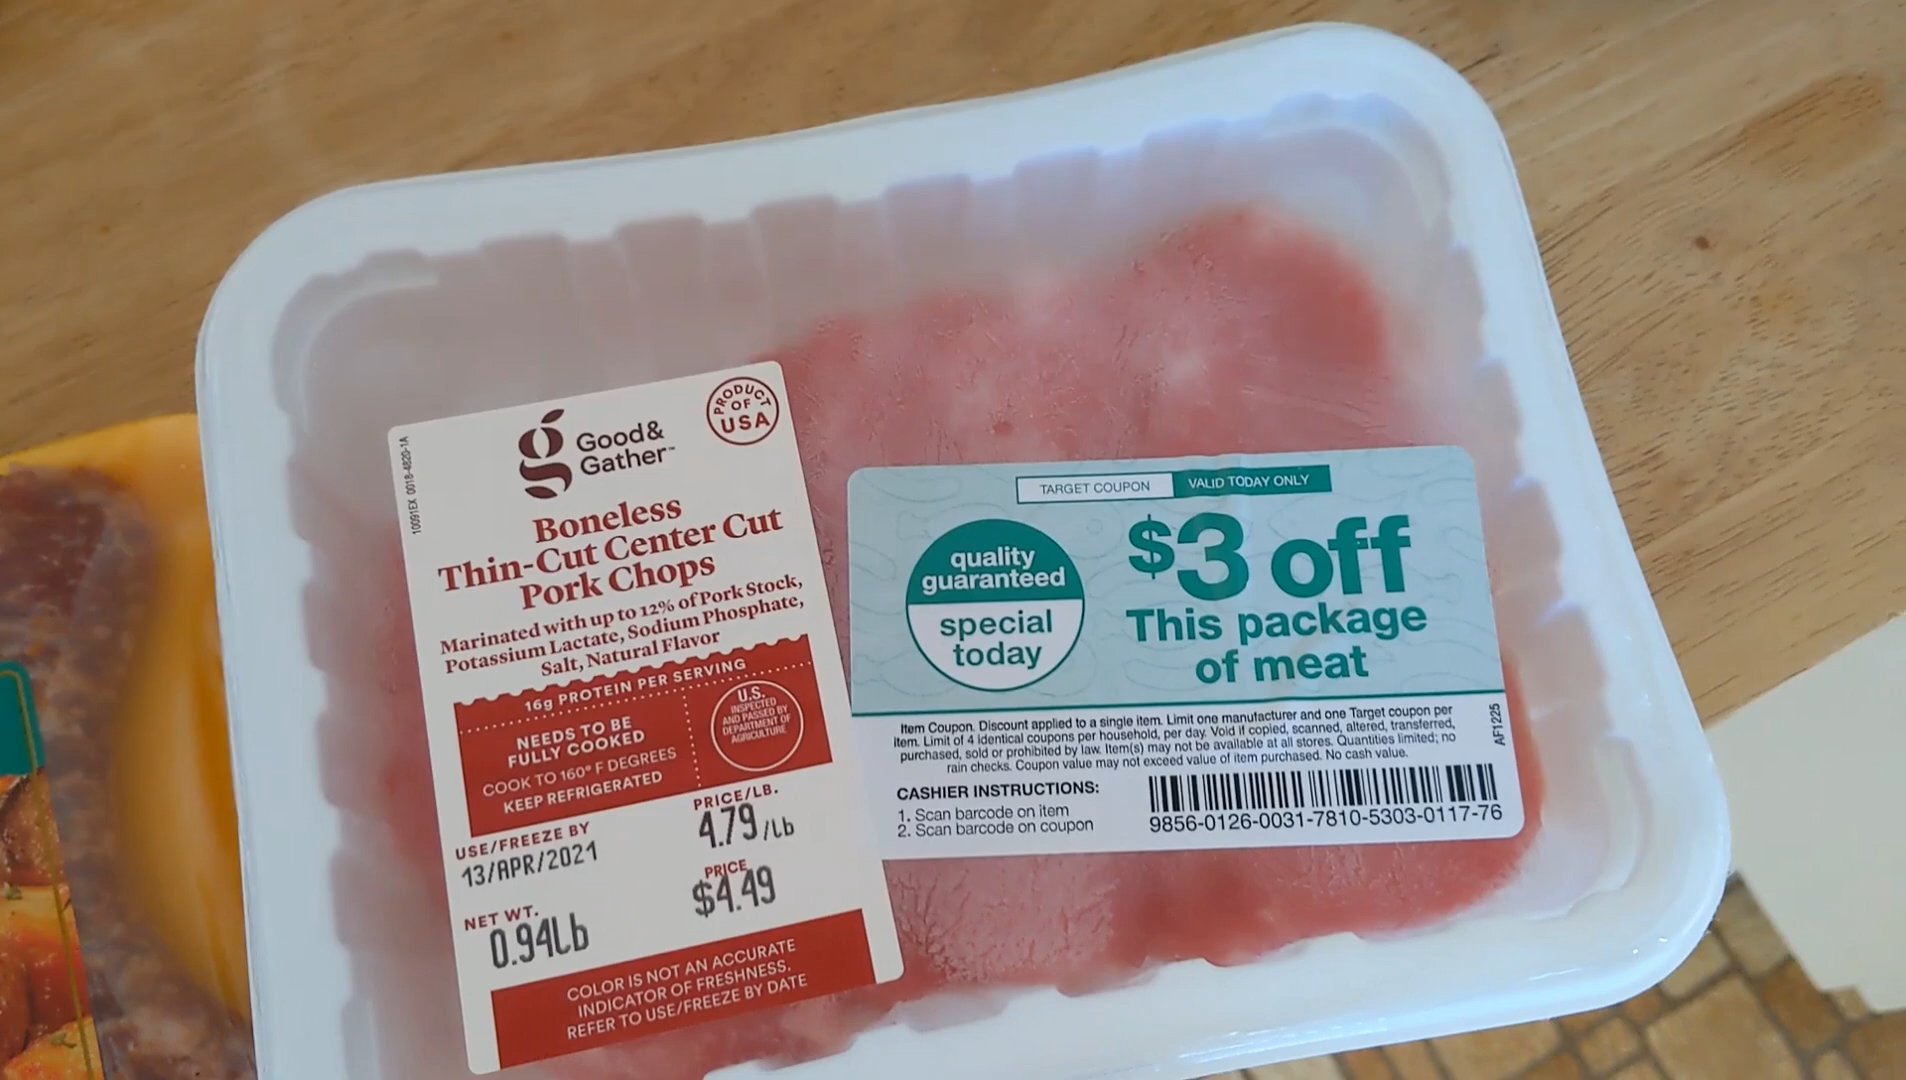 10091EX 0018-4820-1A
Good&
Gather™
PRODUCT
OF
USA
Boneless
Thin-Cut Center Cut
Pork Chops
Marinated with up to 12% of Pork Stock,
Potassium Lactate, Sodium Phosphate,
Salt, Natural Flavor
16g PROTEIN PER SERVING
NEEDS TO BE
FULLY COOKED
COOK TO 160° F DEGREES
KEEP REFRIGERATED
U.S.
INSPECTED
AND PASSED BY
DEPARTMENT OF
AGRICULTURE
USE/FREEZE BY
13/APR/2021
PRICE/LB.
4.79/Lb
NET WT.
0.94Lb
PRICE
$4.49
COLOR IS NOT AN ACCURATE
INDICATOR OF FRESHNESS.
REFER TO USE/FREEZE BY DATE
TARGET COUPON VALID TODAY ONLY
quality
guaranteed
special
today
$3 off
This package
of meat
Item Coupon. Discount applied to a single item. Limit one manufacturer and one Target coupon per
item. Limit of 4 identical coupons per household, per day. Void if copied, scanned, altered, transferred,
purchased, sold or prohibited by law. Item(s) may not be available at all stores. Quantities limited; no
rain checks. Coupon value may not exceed value of item purchased. No cash value.
AF1225
CASHIER INSTRUCTIONS:
1. Scan barcode on item
2. Scan barcode on coupon
9856-0126-0031-7810-5303-0117-76